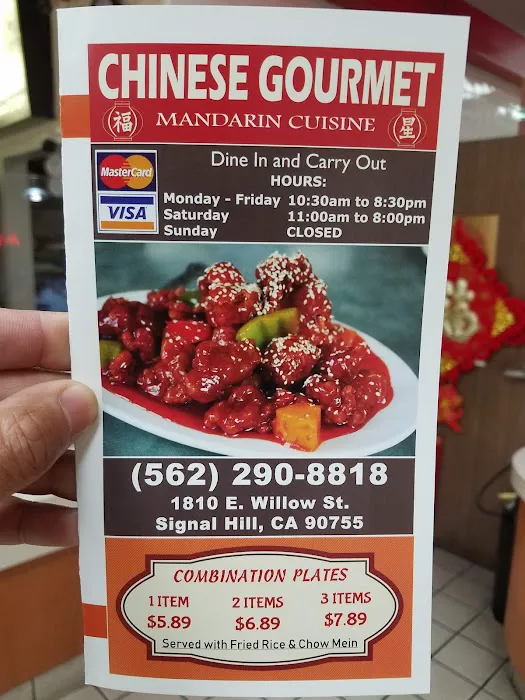 CHINESE GOURMET
福 MANDARIN CUISINE 星
MasterCard
VISA
Dine In and Carry Out
HOURS:
Monday - Friday 10:30am to 8:30pm
Saturday 11:00am to 8:00pm
Sunday CLOSED
(562) 290-8818
1810 E. Willow St.
Signal Hill, CA 90755
COMBINATION PLATES
1 ITEM 2 ITEMS 3 ITEMS
$5.89 $6.89 $7.89
Served with Fried Rice & Chow Mein